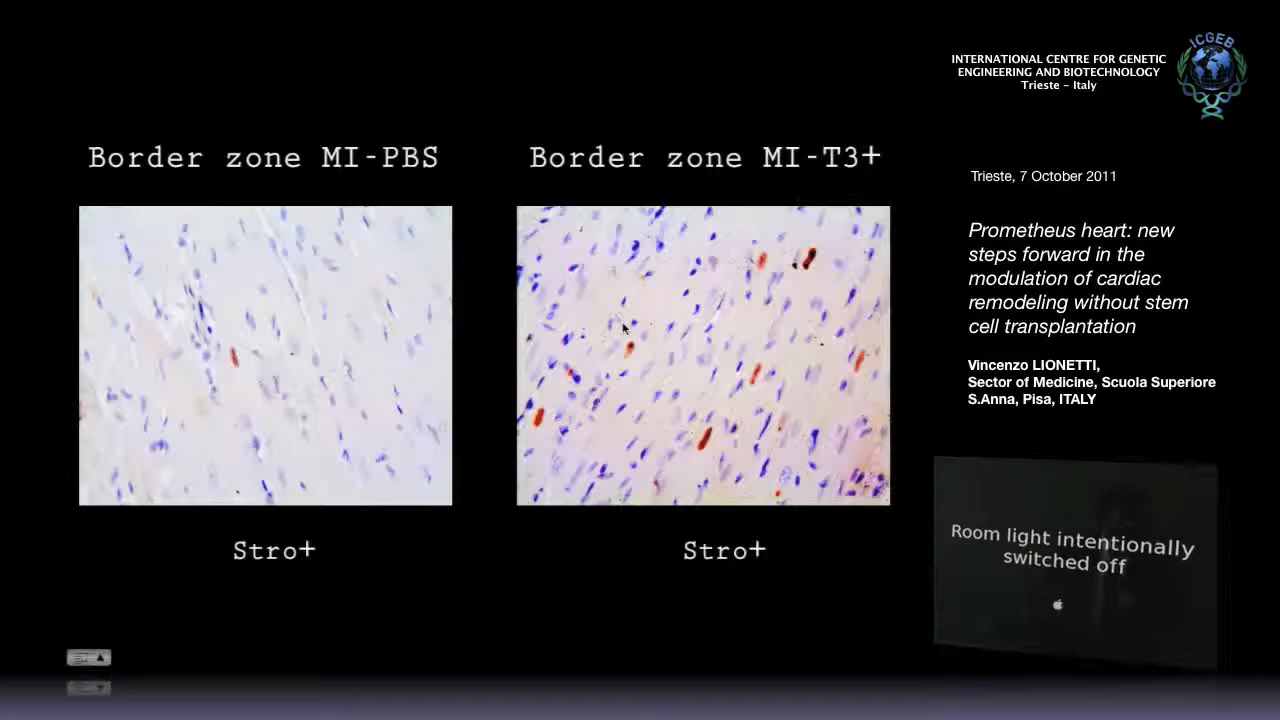 ICGEB
INTERNATIONAL CENTRE FOR GENETIC
ENGINEERING AND BIOTECHNOLOGY
Trieste - Italy
Border zone MI-PBS
Border zone MI-T3+
Stro+
Stro+
Trieste, 7 October 2011
Prometheus heart: new
steps forward in the
modulation of cardiac
remodeling without stem
cell transplantation
Vincenzo LIONETTI,
Sector of Medicine, Scuola Superiore
S.Anna, Pisa, ITALY
Room light intentionally
switched off